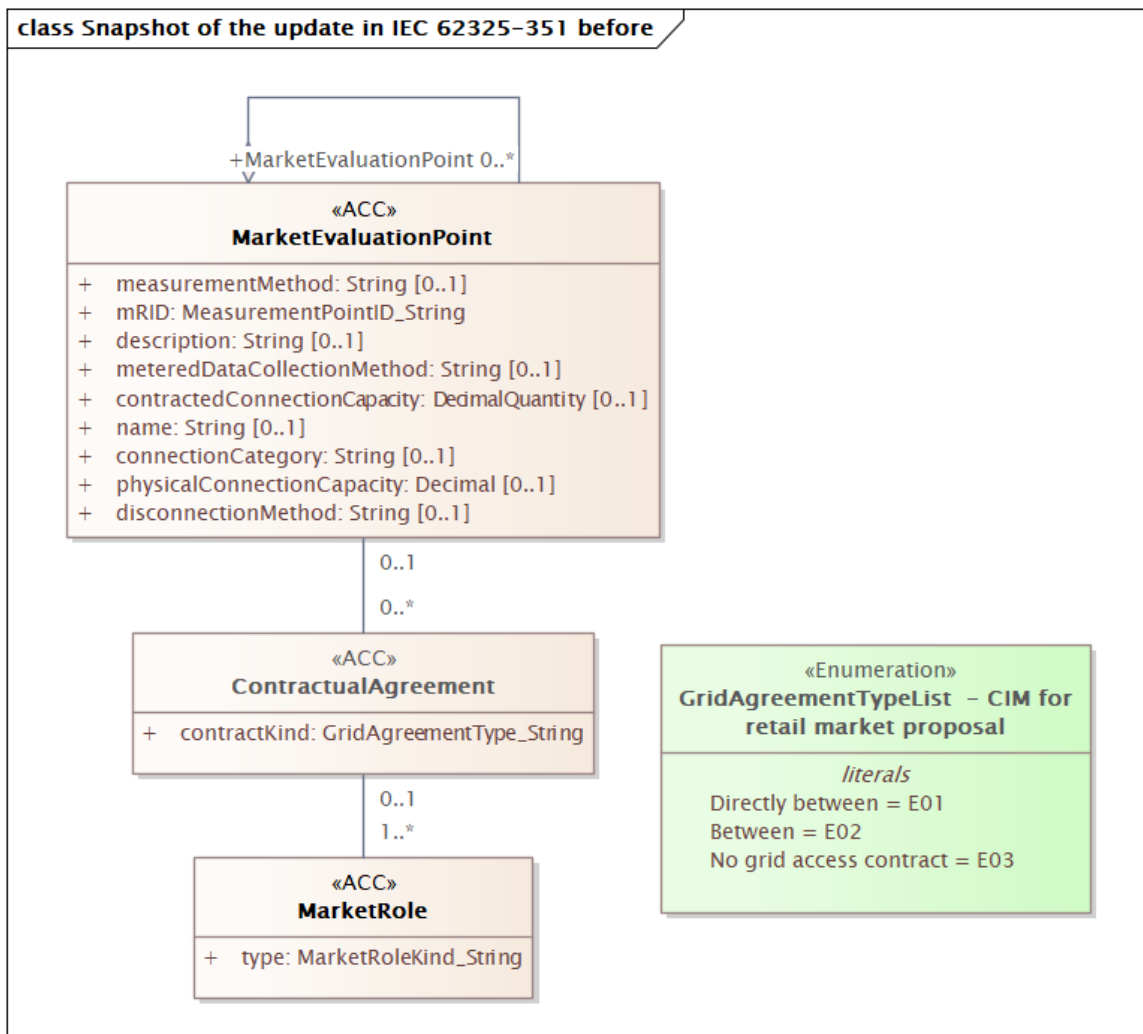 class Snapshot of the update in IEC 62325-351 before
+MarketEvaluationPoint 0..*
«ACC»
MarketEvaluationPoint
+ measurementMethod: String [0..1]
+ mRID: MeasurementPointID_String
+ description: String [0..1]
+ meteredDataCollectionMethod: String [0..1]
+ contractedConnectionCapacity: DecimalQuantity [0..1]
+ name: String [0..1]
+ connectionCategory: String [0..1]
+ physicalConnectionCapacity: Decimal [0..1]
+ disconnectionMethod: String [0..1]
0..1
0..*
«ACC»
ContractualAgreement
+ contractKind: GridAgreementType_String
0..1
1..*
«ACC»
MarketRole
+ type: MarketRoleKind_String
«Enumeration»
GridAgreementTypeList - CIM for
retail market proposal
literals
Directly between = E01
Between = E02
No grid access contract = E03